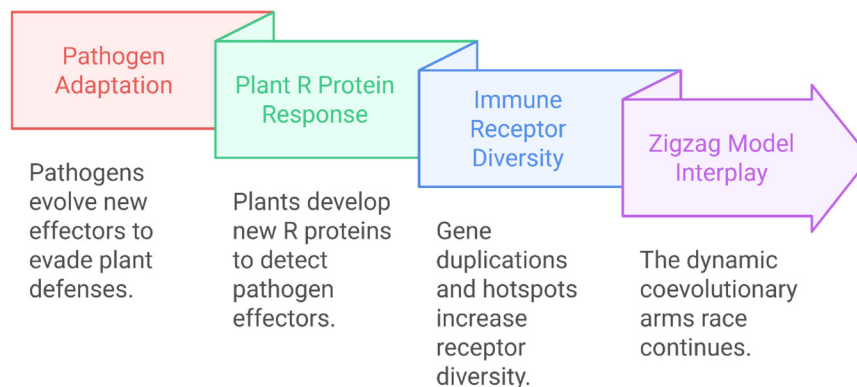 Pathogen
Adaptation
Plant R Protein
Response
Immune
Receptor
Diversity
Zigzag Model
Interplay
Pathogens
evolve new
effectors to
evade plant
defenses.
Plants develop
new R proteins
to detect
pathogen
effectors.
Gene
duplications
and hotspots
increase
receptor
diversity.
The dynamic
coevolutionary
arms race
continues.